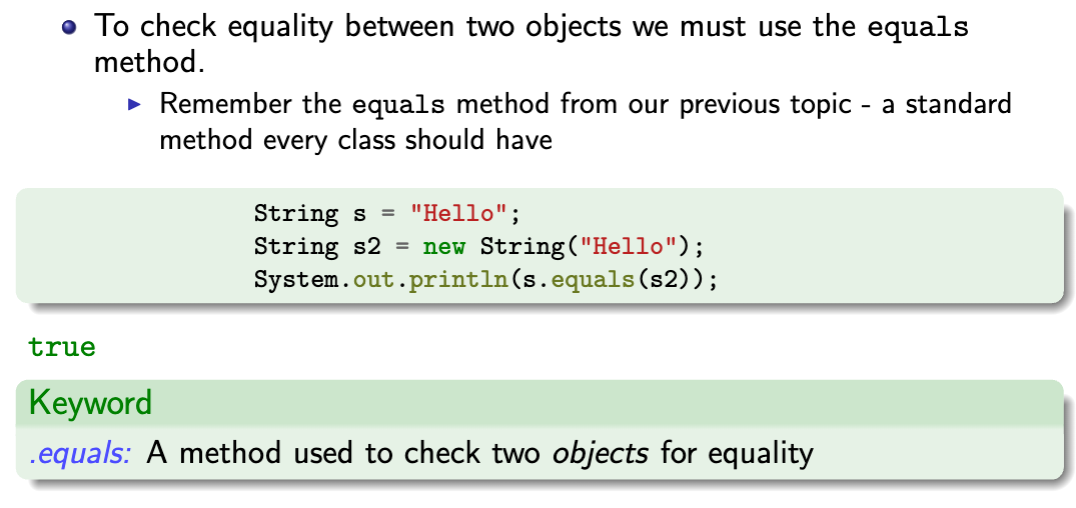 To check equality between two objects we must use the equals
method.
Remember the equals method from our previous topic - a standard
method every class should have
String s = "Hello";
String s2 = new String("Hello");
System.out.println(s.equals(s2));
true
Keyword
.equals: A method used to check two objects for equality